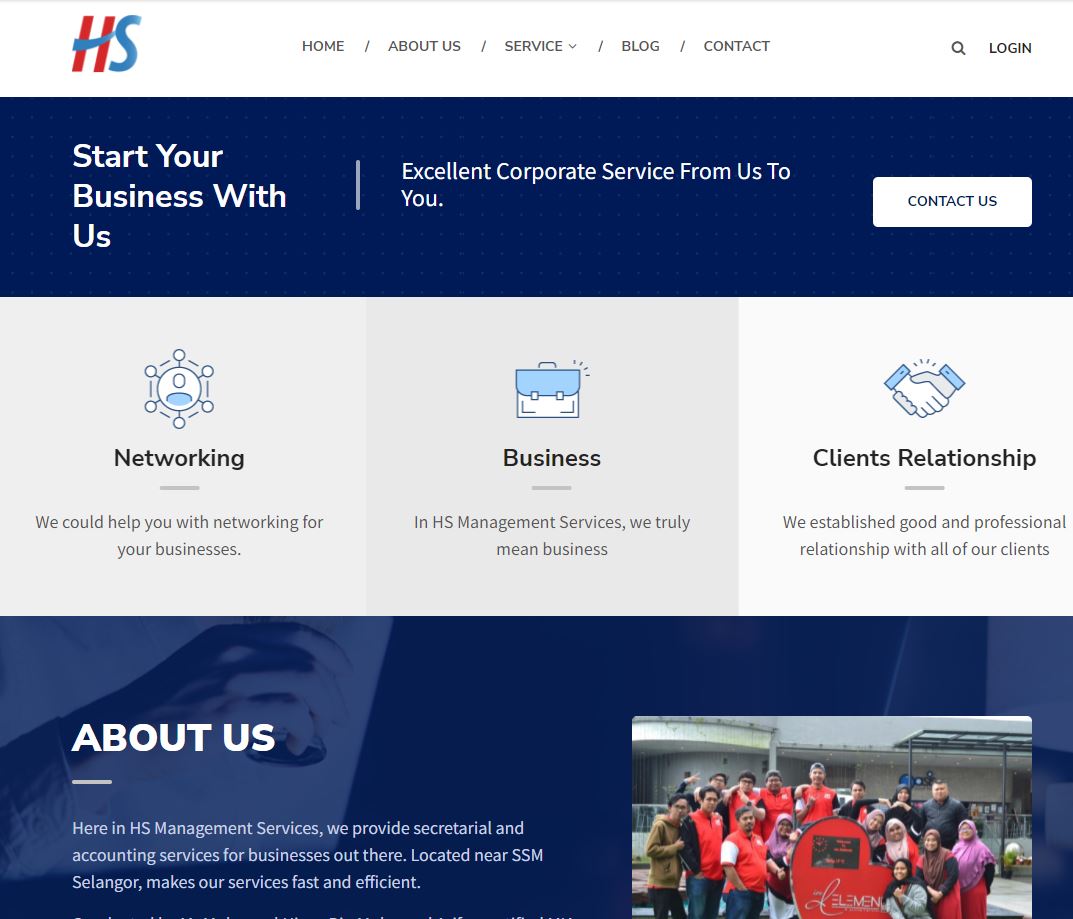 HS
HOME / ABOUT US / SERVICE / BLOG / CONTACT
LOGIN
Start Your
Business With
Us
Excellent Corporate Service From Us To
You.
CONTACT US
Networking
We could help you with networking for
your businesses.
Business
In HS Management Services, we truly
mean business
Clients Relationship
We established good and professional
relationship with all of our clients
ABOUT US
Here in HS Management Services, we provide secretarial and
accounting services for businesses out there. Located near SSM
Selangor, makes our services fast and efficient.
ELEMEN